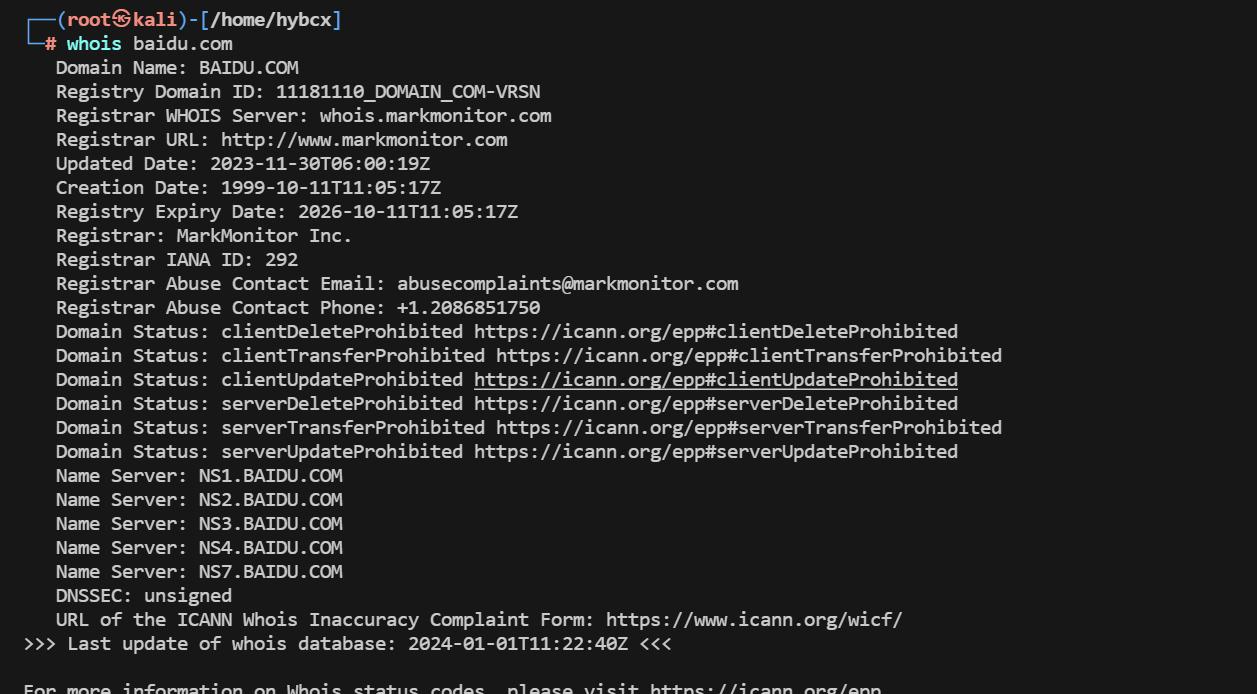 ┌──(root㉿kali)-[/home/hybcx]
└─# whois baidu.com
Domain Name: BAIDU.COM
Registry Domain ID: 11181110_DOMAIN_COM-VRSN
Registrar WHOIS Server: whois.markmonitor.com
Registrar URL: http://www.markmonitor.com
Updated Date: 2023-11-30T06:00:19Z
Creation Date: 1999-10-11T11:05:17Z
Registry Expiry Date: 2026-10-11T11:05:17Z
Registrar: MarkMonitor Inc.
Registrar IANA ID: 292
Registrar Abuse Contact Email: abusecomplaints@markmonitor.com
Registrar Abuse Contact Phone: +1.2086851750
Domain Status: clientDeleteProhibited https://icann.org/epp#clientDeleteProhibited
Domain Status: clientTransferProhibited https://icann.org/epp#clientTransferProhibited
Domain Status: clientUpdateProhibited https://icann.org/epp#clientUpdateProhibited
Domain Status: serverDeleteProhibited https://icann.org/epp#serverDeleteProhibited
Domain Status: serverTransferProhibited https://icann.org/epp#serverTransferProhibited
Domain Status: serverUpdateProhibited https://icann.org/epp#serverUpdateProhibited
Name Server: NS1.BAIDU.COM
Name Server: NS2.BAIDU.COM
Name Server: NS3.BAIDU.COM
Name Server: NS4.BAIDU.COM
Name Server: NS7.BAIDU.COM
DNSSEC: unsigned
URL of the ICANN Whois Inaccuracy Complaint Form: https://www.icann.org/wicf/
>>> Last update of whois database: 2024-01-01T11:22:40Z <<<
For more information on Whois status codes, please visit https://icann.org/epp